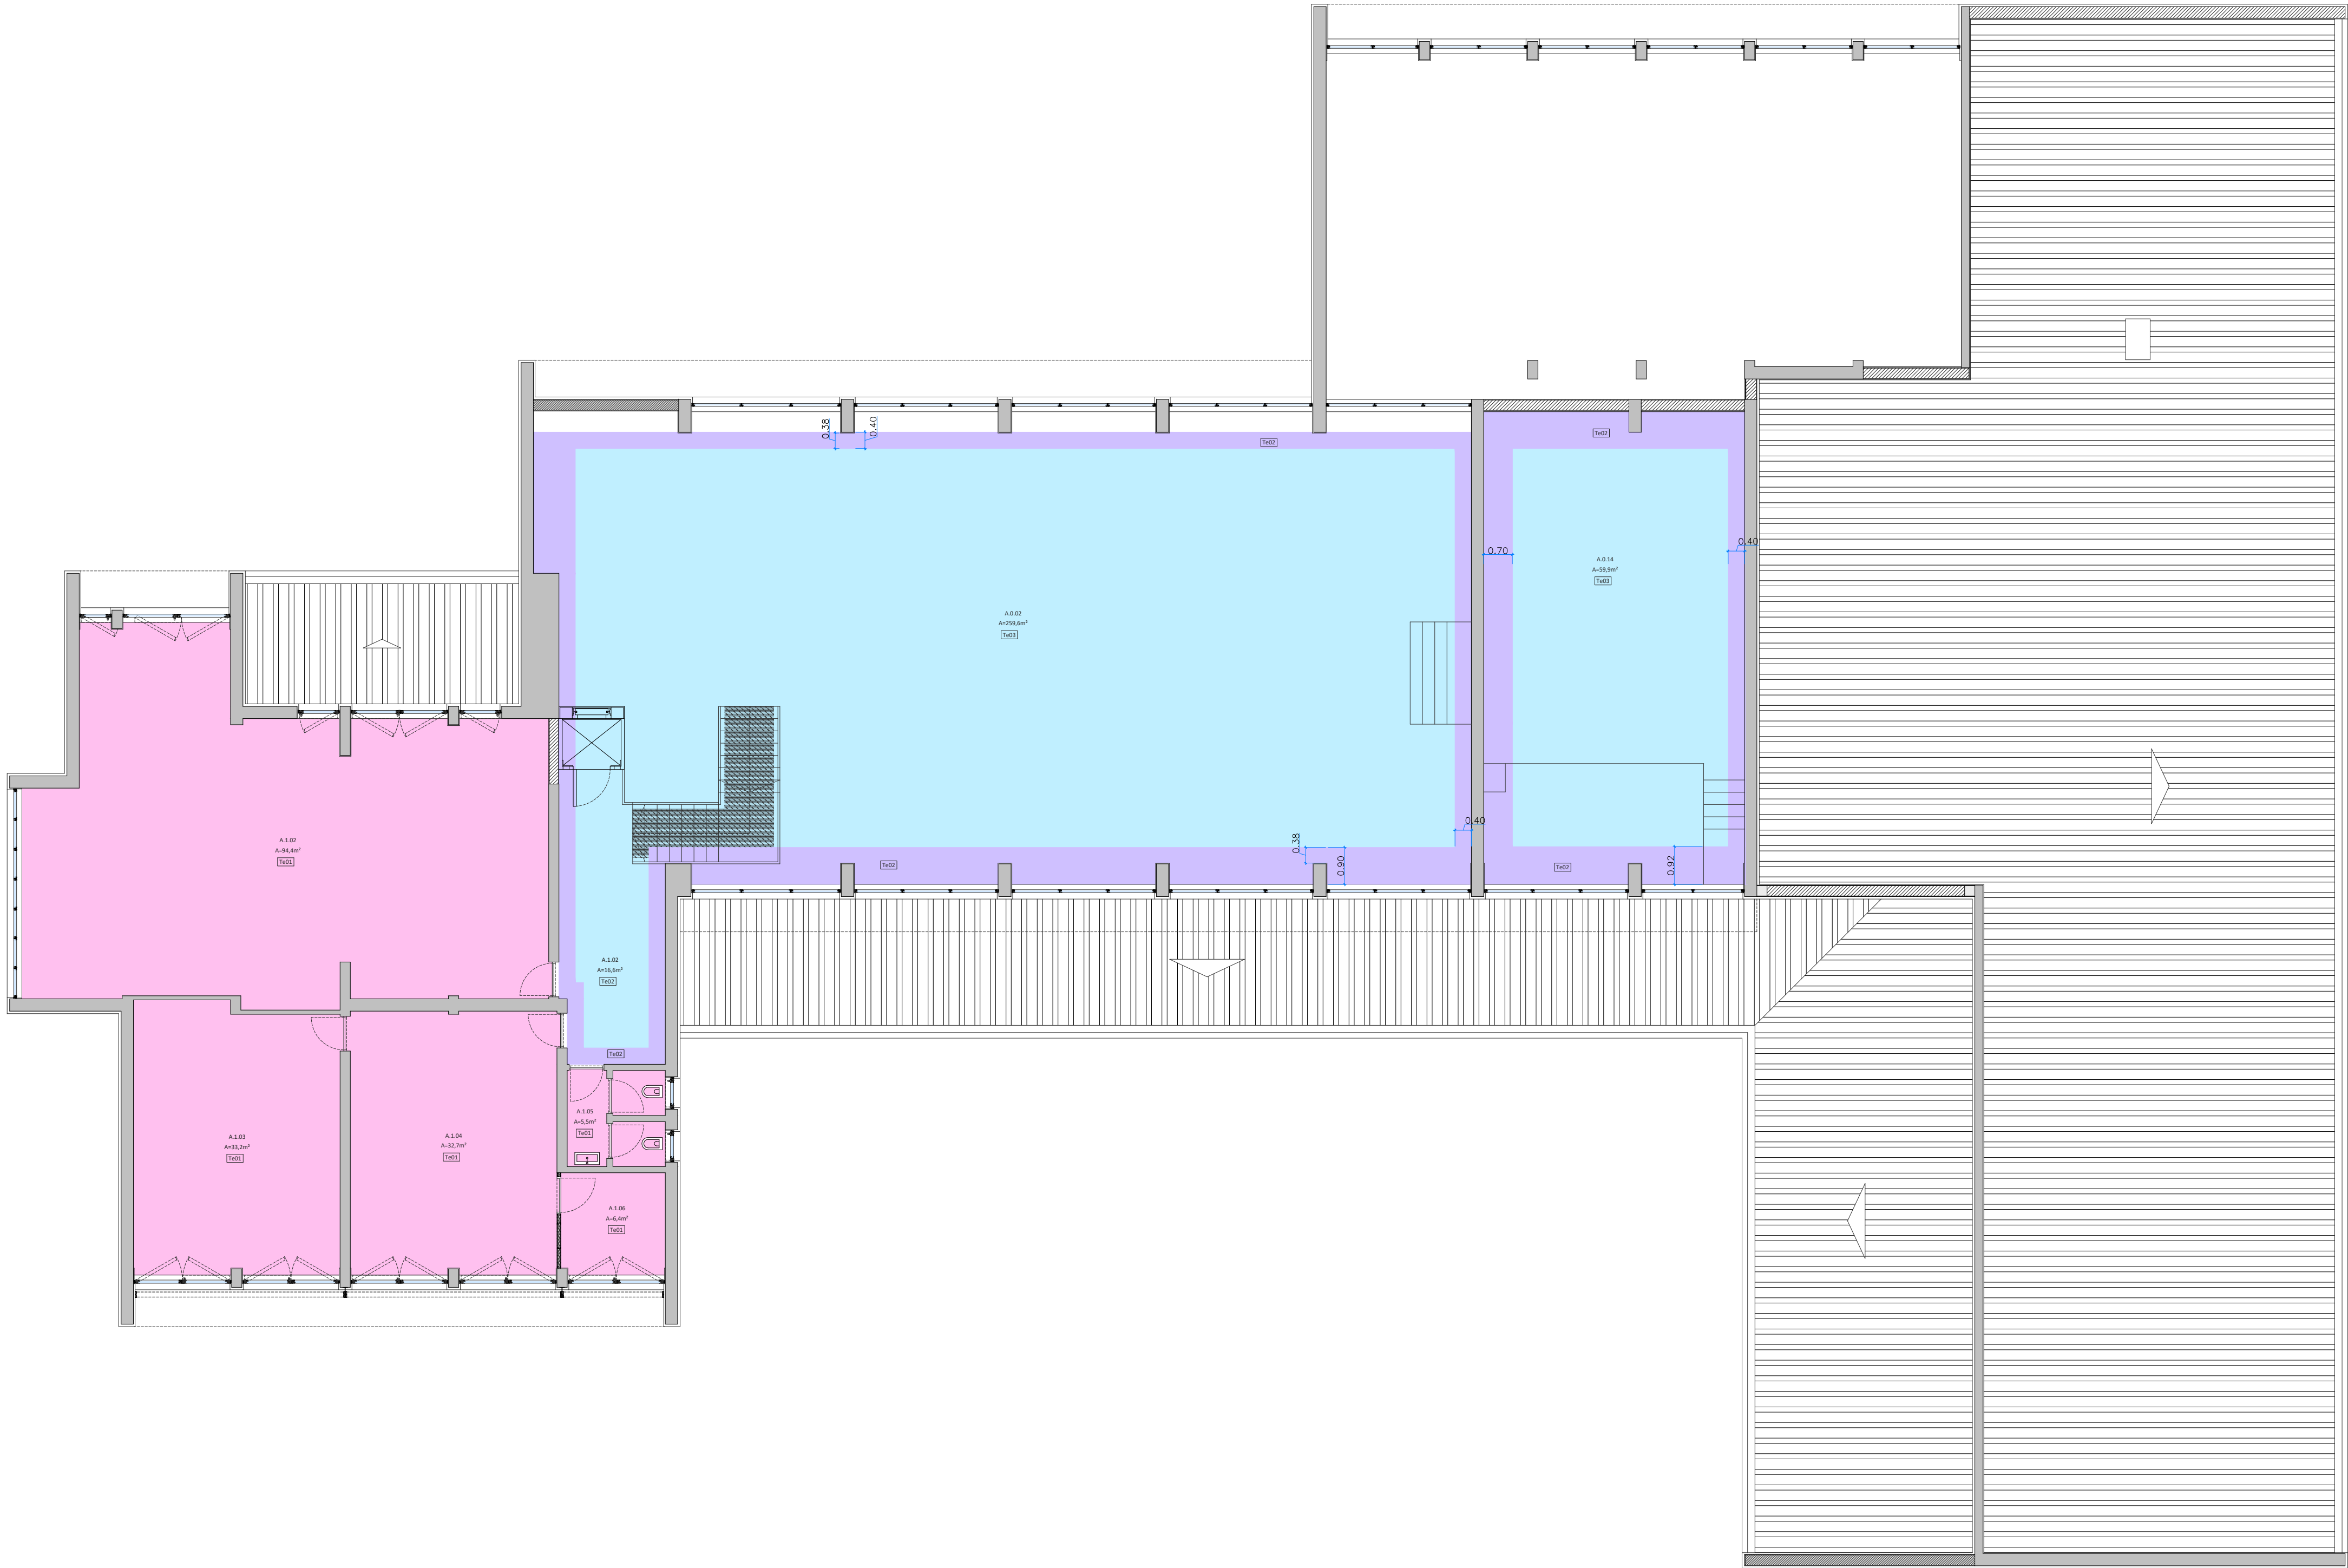 0.38
0.40
Te02
Te02
0.70
0.40
A.0.14
A=59,9m²
Te03
A.0.02
A=259,6m²
Te03
A.1.02
A=94,4m²
Te01
0.40
0.38
0.90
0.92
Te02
Te02
A.1.02
A=16,6m²
Te02
Te02
A.1.05
A=5,5m²
Te01
A.1.03
A=33,2m²
Te01
A.1.04
A=32,7m²
Te01
A.1.06
A=6,4m²
Te01